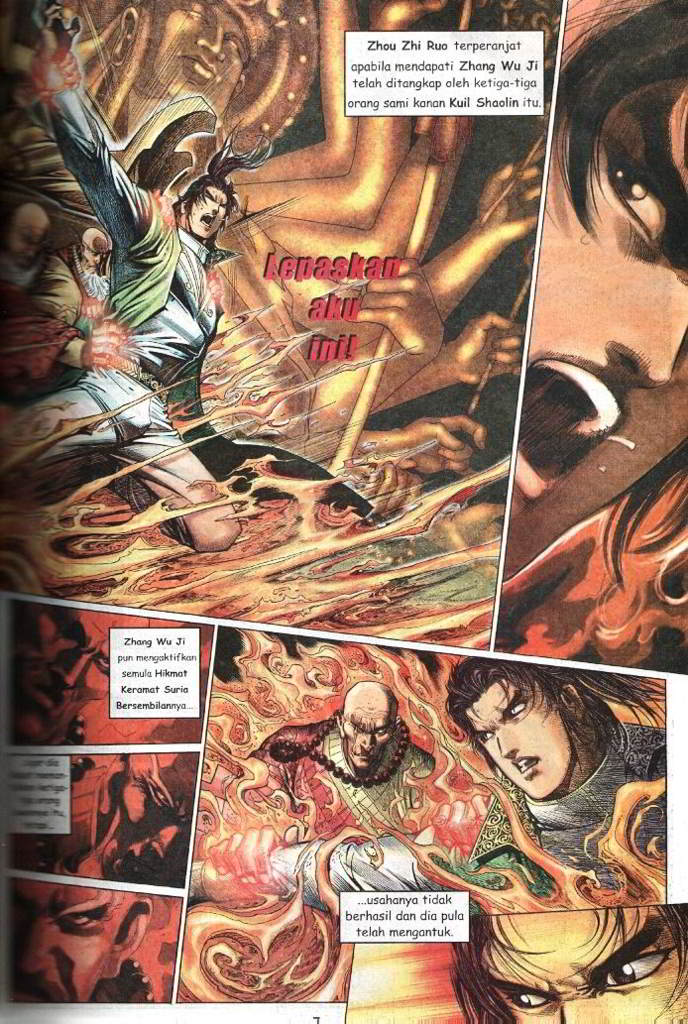 Zhou Zhi Ruo terperanjat
apabila mendapati Zhang Wu Ji
telah ditangkap oleh ketiga-tiga
orang sami kanan Kuil Shaolin itu.
Lepaskan
aku
ini!
Zhang Wu Ji
pun mengaktifkan
semula Hikmat
Keramat Suria
Bersembilannya...
...usahanya tidak
berhasil dan dia pula
telah mengantuk.
7